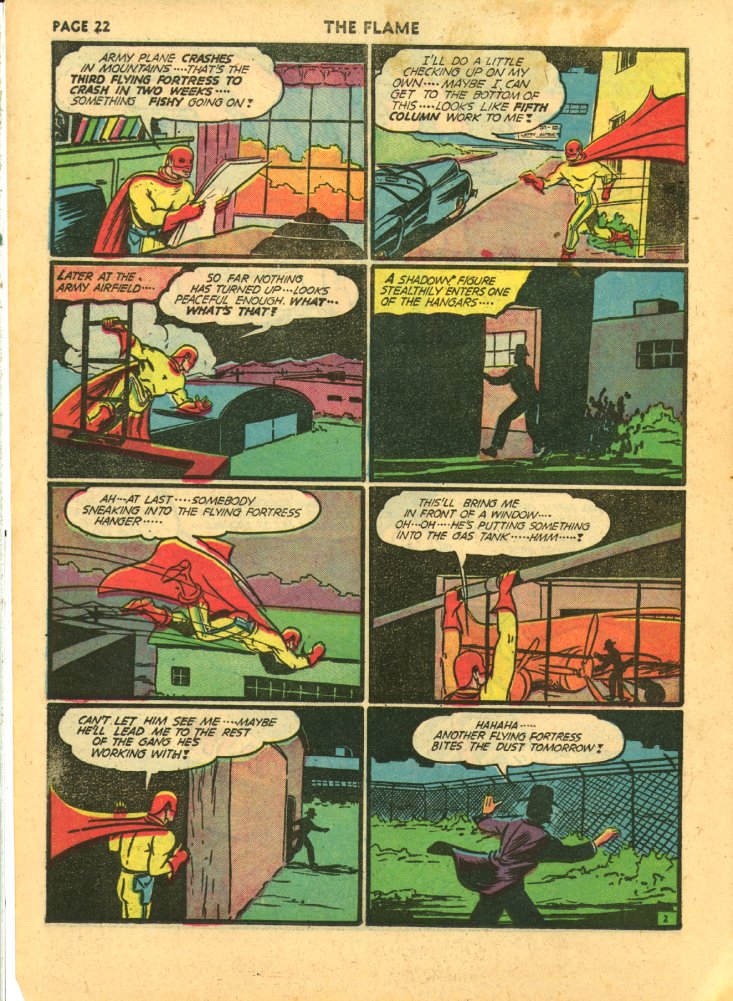 PAGE 22
THE FLAME
ARMY PLANE CRASHES
IN MOUNTAINS ····THAT'S THE
THIRD FLYING FORTRESS TO
CRASH IN TWO WEEKS····
SOMETHING FISHY GOING ON!
I'LL DO A LITTLE
CHECKING UP ON MY
OWN····MAYBE I CAN
GET TO THE BOTTOM OF
THIS ····LOOKS LIKE FIFTH
COLUMN WORK TO ME!
LATER AT THE
ARMY AIRFIELD····
SO FAR NOTHING
HAS TURNED UP···LOOKS
PEACEFUL ENOUGH. WHAT···
WHAT'S THAT?
A SHADOWY FIGURE
STEALTHILY ENTERS ONE
OF THE HANGARS····
AH··AT LAST ····SOMEBODY
SNEAKING INTO THE FLYING FORTRESS
HANGER·····
THIS'LL BRING ME
IN FRONT OF A WINDOW····
OH···OH····HE'S PUTTING SOMETHING
INTO THE GAS TANK ·····HMM·····!
CAN'T LET HIM SEE ME····MAYBE
HE'LL LEAD ME TO THE REST
OF THE GANG HE'S
WORKING WITH!
HAHAHA·····
ANOTHER FLYING FORTRESS
BITES THE DUST TOMORROW!
2